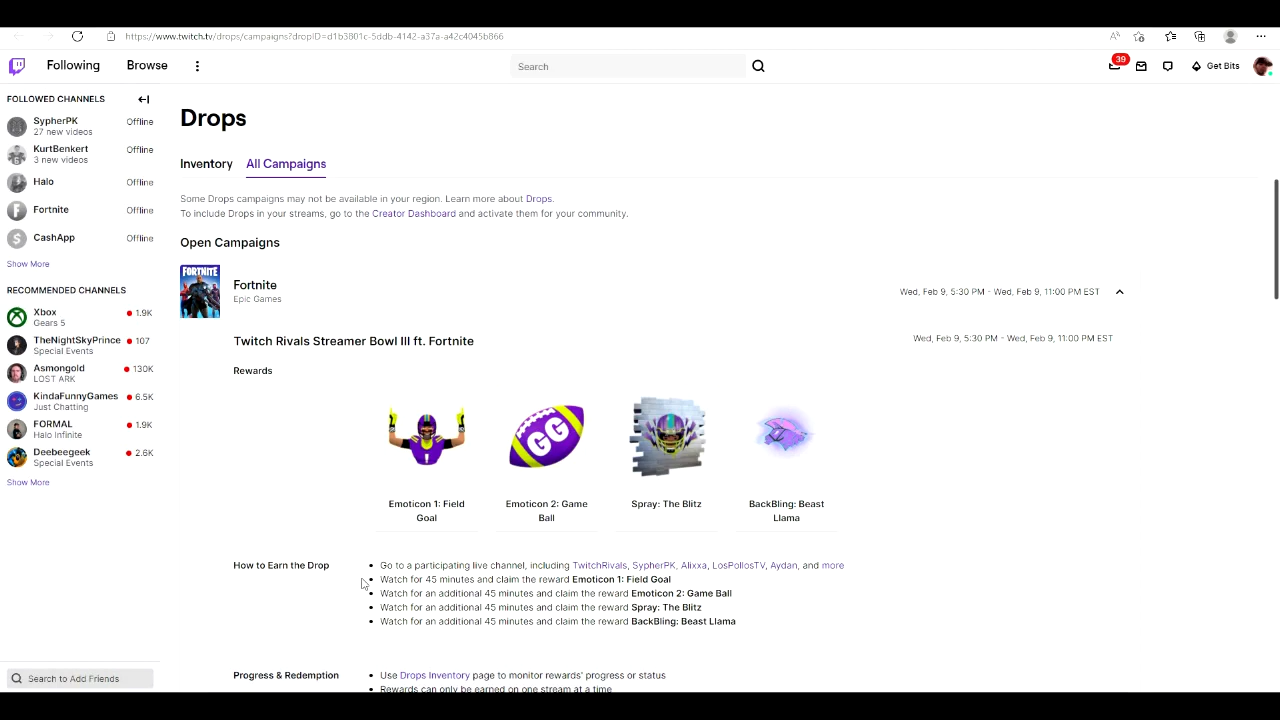 https://www.twitch.tv/drops/campaigns?dropID=d1b3801c-5ddb-4142-a37a-a42c4045b866
Following
Browse
Search
39
Get Bits
FOLLOWED CHANNELS
SypherPK
Offline
27 new videos
KurtBenkert
Offline
3 new videos
Halo
Offline
Fortnite
Offline
CashApp
Offline
Show More
RECOMMENDED CHANNELS
Xbox
1.9K
Gears 5
TheNightSkyPrince
107
Special Events
Asmongold
130K
LOST ARK
KindaFunnyGames
6.5K
Just Chatting
FORMAL
1.9K
Halo Infinite
Deebeegeek
2.6K
Special Events
Show More
Search to Add Friends
Drops
Inventory
All Campaigns
Some Drops campaigns may not be available in your region. Learn more about Drops.
To include Drops in your streams, go to the Creator Dashboard and activate them for your community.
Open Campaigns
FORTNITE
Fortnite
Epic Games
Wed, Feb 9, 5:30 PM - Wed, Feb 9, 11:00 PM EST
Twitch Rivals Streamer Bowl III ft. Fortnite
Wed, Feb 9, 5:30 PM - Wed, Feb 9, 11:00 PM EST
Rewards
GG
Emoticon 1: Field Goal
Emoticon 2: Game Ball
Spray: The Blitz
BackBling: Beast Llama
How to Earn the Drop
• Go to a participating live channel, including TwitchRivals, SypherPK, Alixxa, LosPollosTV, Aydan, and more
• Watch for 45 minutes and claim the reward Emoticon 1: Field Goal
• Watch for an additional 45 minutes and claim the reward Emoticon 2: Game Ball
• Watch for an additional 45 minutes and claim the reward Spray: The Blitz
• Watch for an additional 45 minutes and claim the reward BackBling: Beast Llama
Progress & Redemption
• Use Drops Inventory page to monitor rewards' progress or status
• Rewards can only be earned on one stream at a time